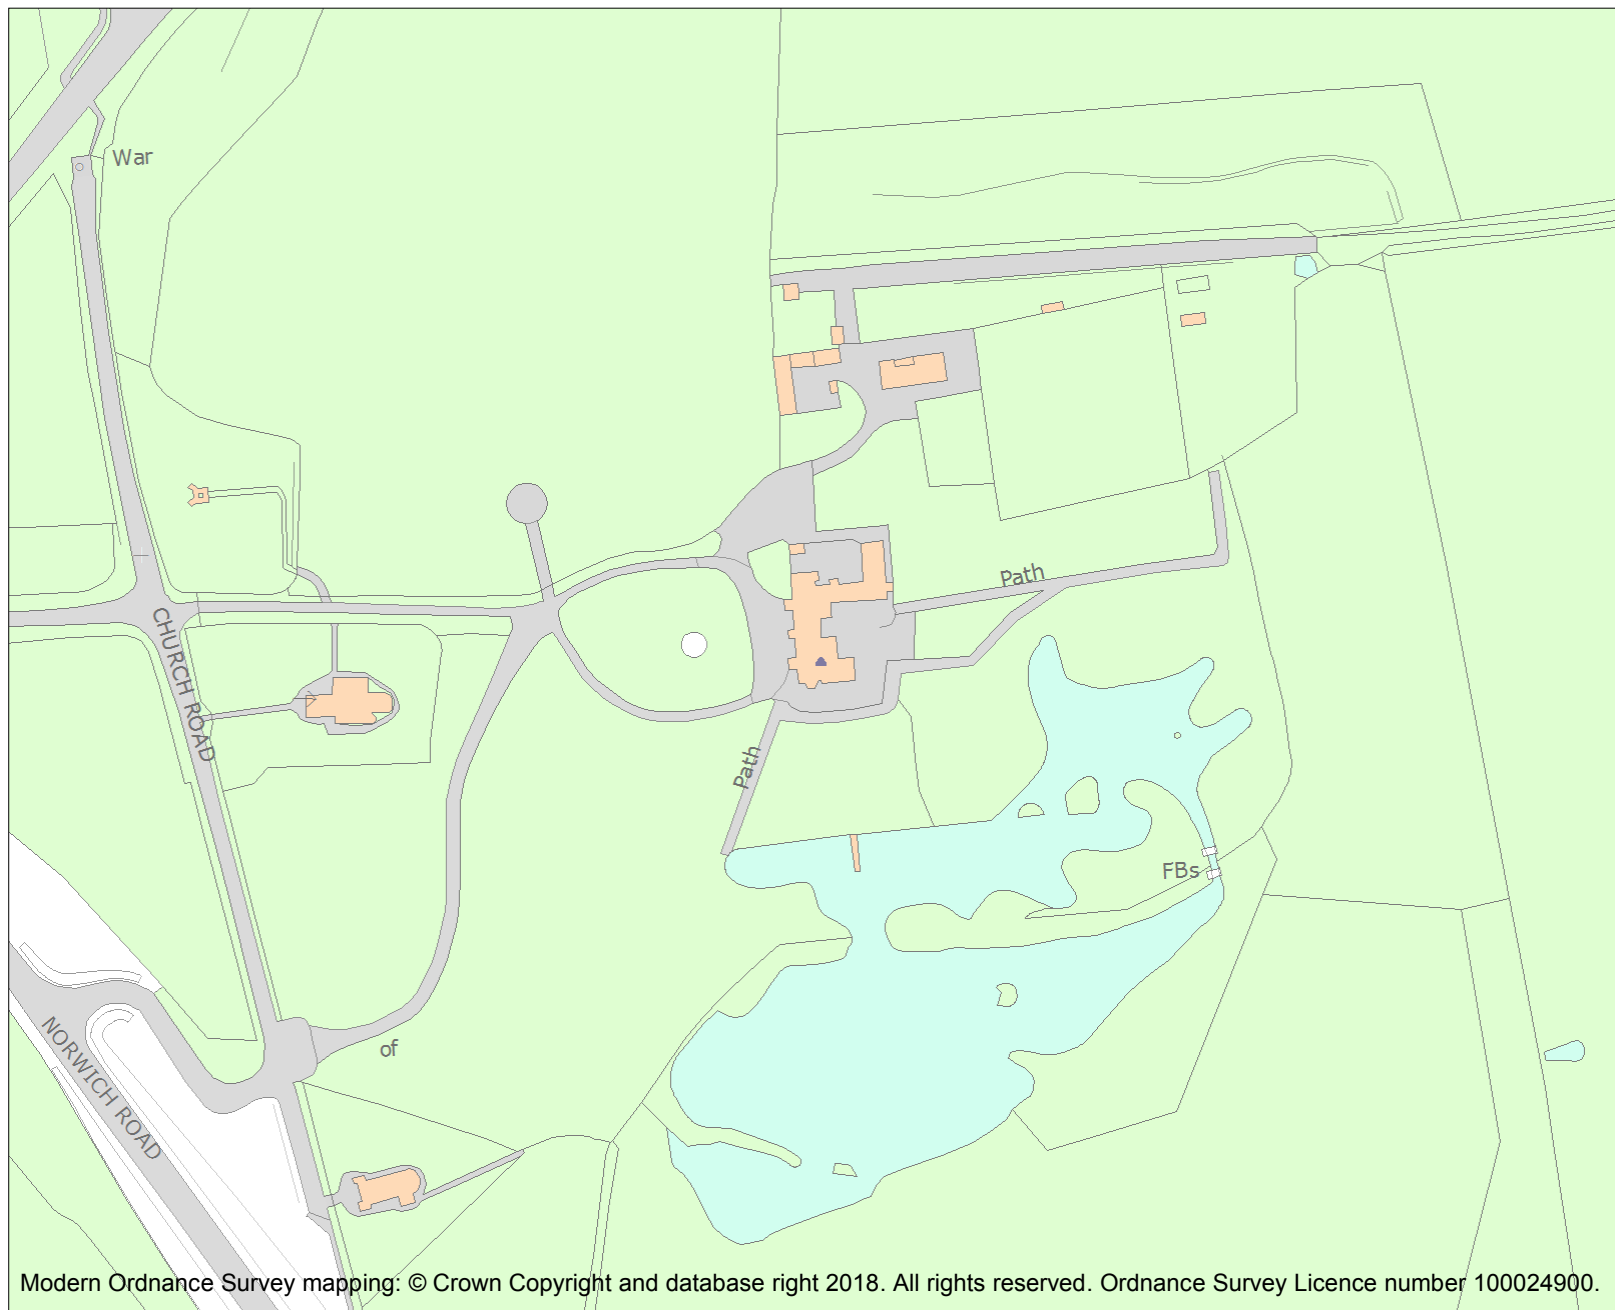 War
Path
CHURCH ROAD
Path
FBs
of
NORWICH ROAD
Modern Ordnance Survey mapping: © Crown Copyright and database right 2018. All rights reserved. Ordnance Survey Licence number 100024900.